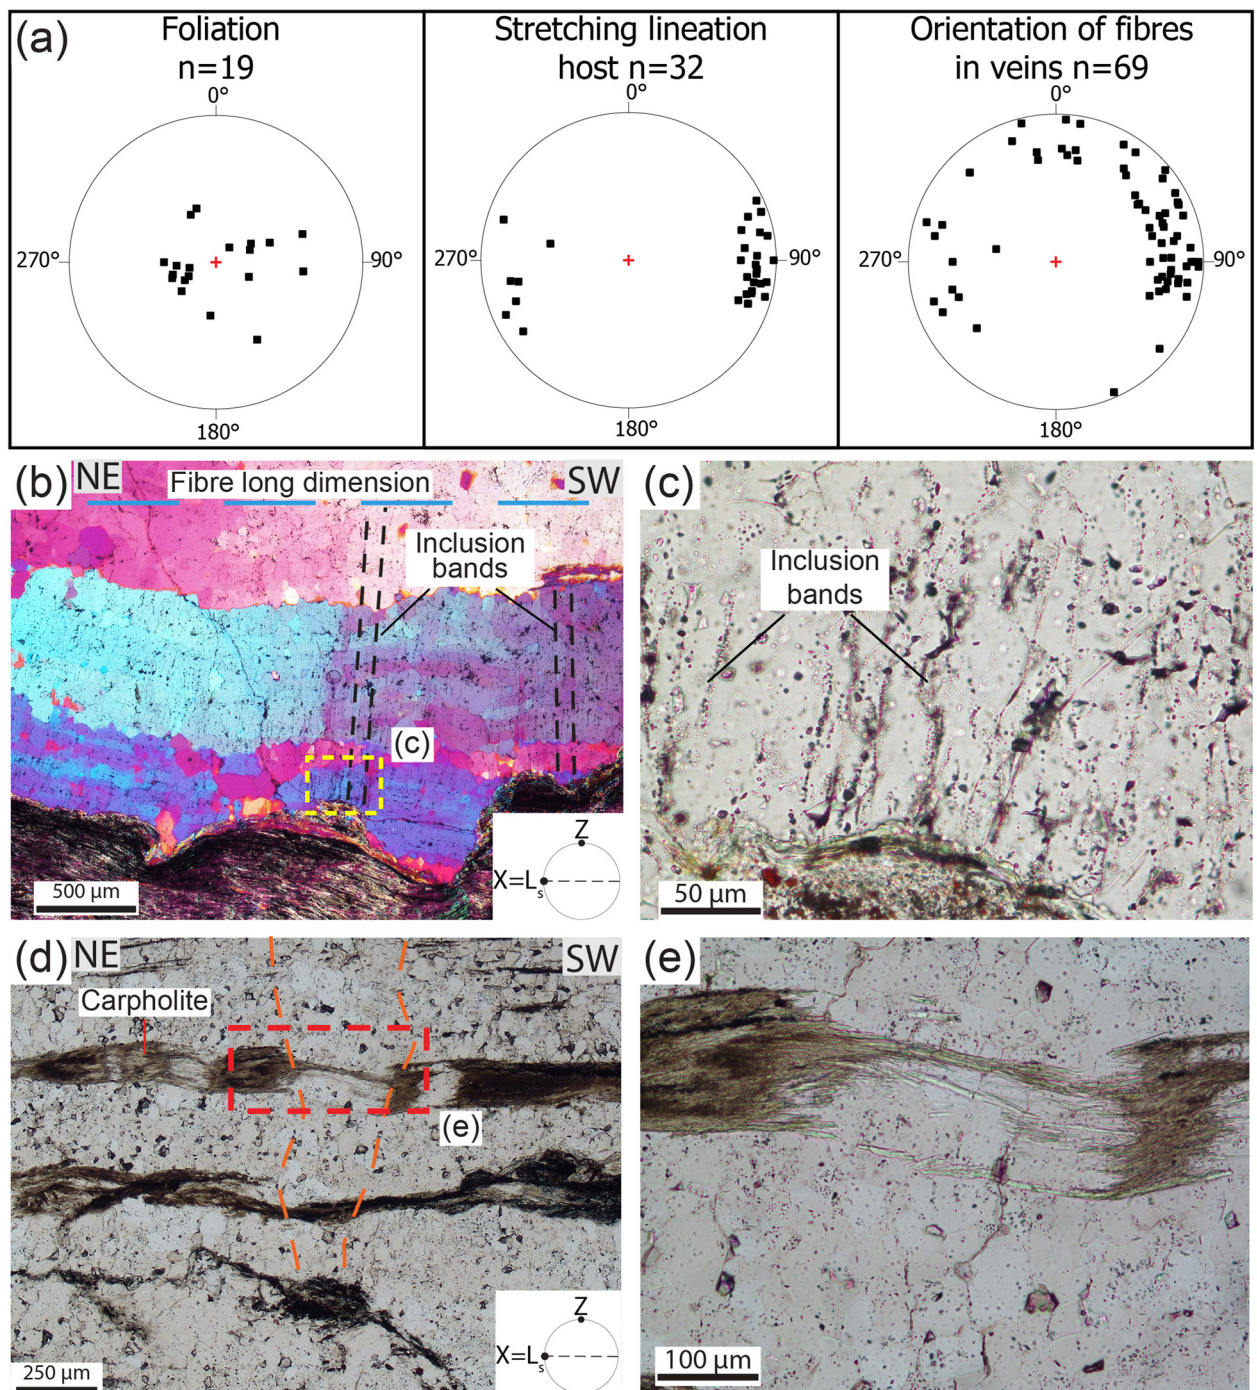 (a)
Foliation
n=19
0°
270°
90°
180°
Stretching lineation
host n=32
0°
270°
90°
180°
Orientation of fibres
in veins n=69
0°
270°
90°
180°
(b)
NE
Fibre long dimension
SW
Inclusion
bands
(c)
500 µm
Z
X=Ls
(c)
Inclusion
bands
50 µm
(d)
NE
SW
Carpholite
(e)
250 µm
Z
X=Ls
(e)
100 µm